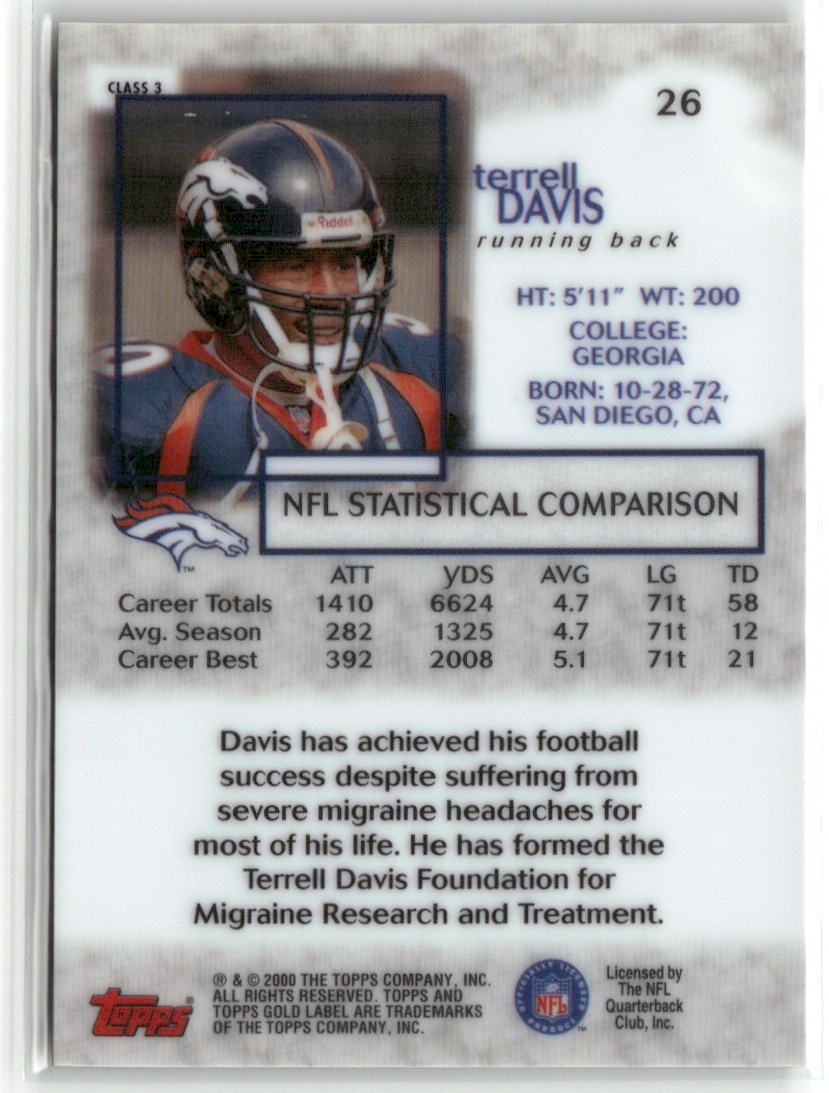 CLASS 3
26
Riddell
terrell
DAVIS
running back
HT: 5'11" WT: 200
COLLEGE:
GEORGIA
BORN: 10-28-72,
SAN DIEGO, CA
NFL STATISTICAL COMPARISON
™
ATT YDS AVG LG TD
Career Totals 1410 6624 4.7 71t 58
Avg. Season 282 1325 4.7 71t 12
Career Best 392 2008 5.1 71t 21
Davis has achieved his football
success despite suffering from
severe migraine headaches for
most of his life. He has formed the
Terrell Davis Foundation for
Migraine Research and Treatment.
TOPPS®
® & © 2000 THE TOPPS COMPANY, INC.
ALL RIGHTS RESERVED. TOPPS AND
TOPPS GOLD LABEL ARE TRADEMARKS
OF THE TOPPS COMPANY, INC.
OFFICIALLY LICENSED
NFL
PRODUCT
™
Licensed by
The NFL
Quarterback
Club, Inc.